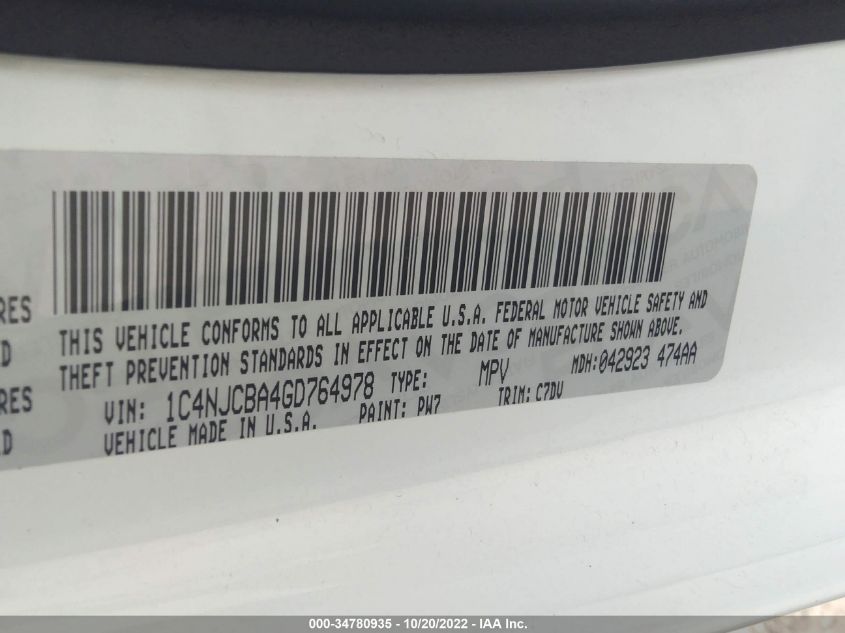 RES
D
RES
D
THIS VEHICLE CONFORMS TO ALL APPLICABLE U.S.A. FEDERAL MOTOR VEHICLE SAFETY AND
THEFT PREVENTION STANDARDS IN EFFECT ON THE DATE OF MANUFACTURE SHOWN ABOVE.
VIN: 1C4NJCBA4GD764978 TYPE: MPV MDH:042923 474AA
VEHICLE MADE IN U.S.A. PAINT: PW7 TRIM: C7DV
000-34780935 - 10/20/2022 - IAA Inc.